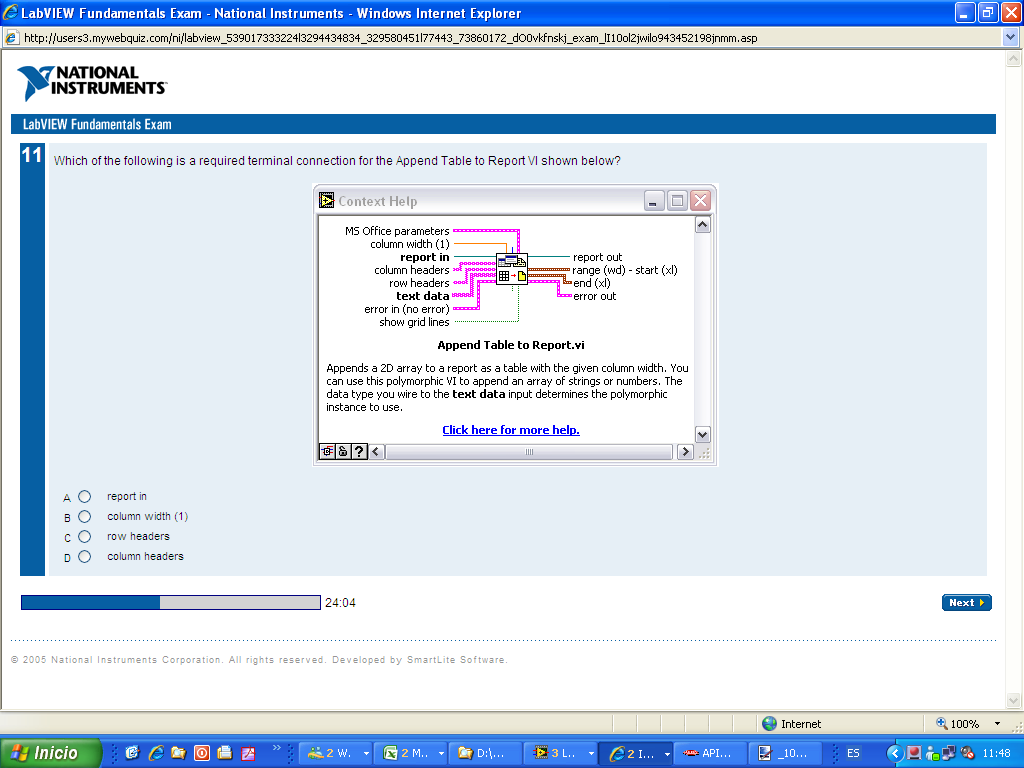 LabVIEW Fundamentals Exam - National Instruments - Windows Internet Explorer
NATIONAL
INSTRUMENTS
LabVIEW Fundamentals Exam
11
Which of the following is a required terminal connection for the Append Table to Report VI shown below?
Context Help
MS Office parameters
column width (1)
report in
column headers
row headers
text data
error in (no error)
show grid lines
report out
range (wd) - start (xl)
end (xl)
error out
Append Table to Report.vi
Appends a 2D array to a report as a table with the given column width. You
can use this polymorphic VI to append an array of strings or numbers. The
data type you wire to the text data input determines the polymorphic
instance to use.
Click here for more help.
?
A report in
B column width (1)
C row headers
D column headers
24:04
Next
© 2005 National Instruments Corporation. All rights reserved. Developed by SmartLite Software.
Internet
100%
Inicio
2 W.
2 M...
D:\...
3 L...
2 I...
API...
_10...
ES
11:48